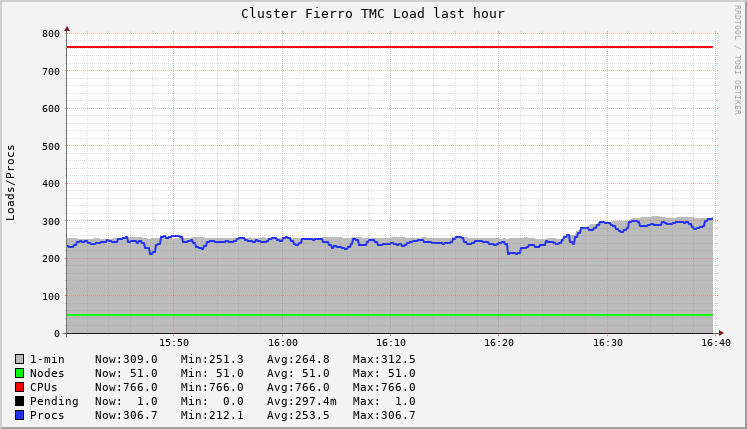 Cluster Fierro TMC Load last hour
RRDTOOL / TOBI OETIKER
Loads/Procs
800
700
600
500
400
300
200
100
0
15:50 16:00 16:10 16:20 16:30 16:40
1-min Now:309.0 Min:251.3 Avg:264.8 Max:312.5
Nodes Now: 51.0 Min: 51.0 Avg: 51.0 Max: 51.0
CPUs Now:766.0 Min:766.0 Avg:766.0 Max:766.0
Pending Now: 1.0 Min: 0.0 Avg:297.4m Max: 1.0
Procs Now:306.7 Min:212.1 Avg:253.5 Max:306.7